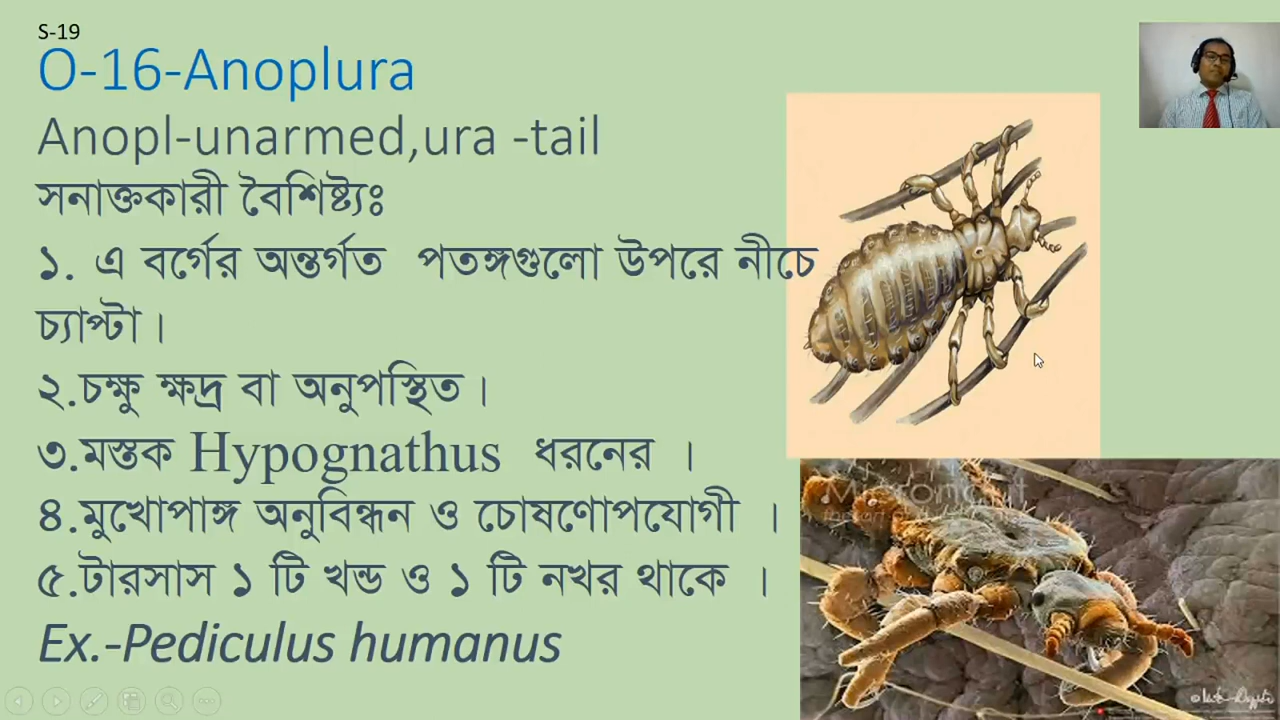 S-19
O-16-Anoplura
Anopl-unarmed,ura -tail
সনাক্তকারী বৈশিষ্ট্যঃ
১. এ বর্গের অন্তর্গত পতঙ্গগুলো উপরে নীচে
চ্যাপ্টা।
২.চক্ষু ক্ষদ্র বা অনুপস্থিত।
৩.মস্তক Hypognathus ধরনের ।
৪.মুখোপাঙ্গ অনুবিন্ধন ও চোষণোপযোগী ।
৫.টারসাস ১ টি খন্ড ও ১ টি নখর থাকে ।
Ex.-Pediculus humanus